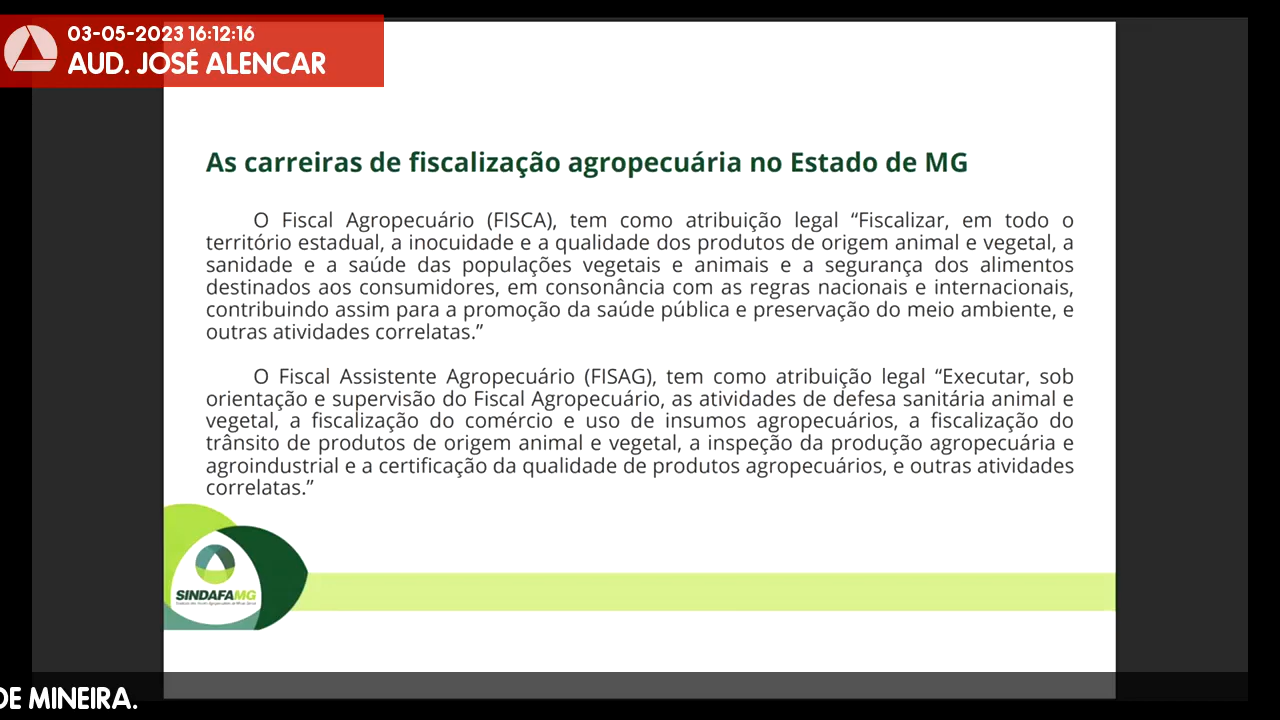 03-05-2023 16:12:16
AUD. JOSÉ ALENCAR
As carreiras de fiscalização agropecuária no Estado de MG
O Fiscal Agropecuário (FISCA), tem como atribuição legal “Fiscalizar, em todo o
território estadual, a inocuidade e a qualidade dos produtos de origem animal e vegetal, a
sanidade e a saúde das populações vegetais e animais e a segurança dos alimentos
destinados aos consumidores, em consonância com as regras nacionais e internacionais,
contribuindo assim para a promoção da saúde pública e preservação do meio ambiente, e
outras atividades correlatas.”
O Fiscal Assistente Agropecuário (FISAG), tem como atribuição legal “Executar, sob
orientação e supervisão do Fiscal Agropecuário, as atividades de defesa sanitária animal e
vegetal, a fiscalização do comércio e uso de insumos agropecuários, a fiscalização do
trânsito de produtos de origem animal e vegetal, a inspeção da produção agropecuária e
agroindustrial e a certificação da qualidade de produtos agropecuários, e outras atividades
correlatas.”
SINDAFAMG
DE MINEIRA.